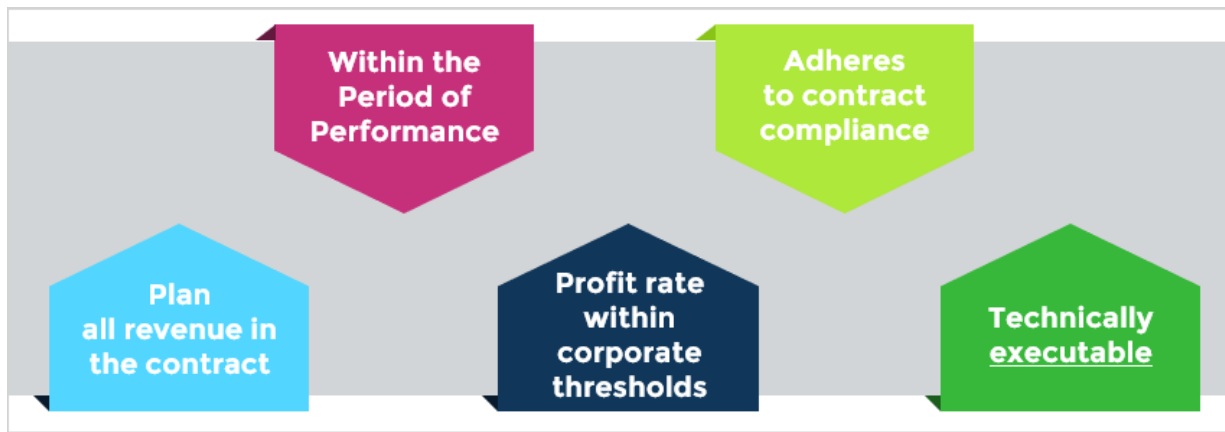 Plan
all revenue in
the contract
Within the
Period of
Performance
Profit rate
within
corporate
thresholds
Adheres
to contract
compliance
Technically
executable